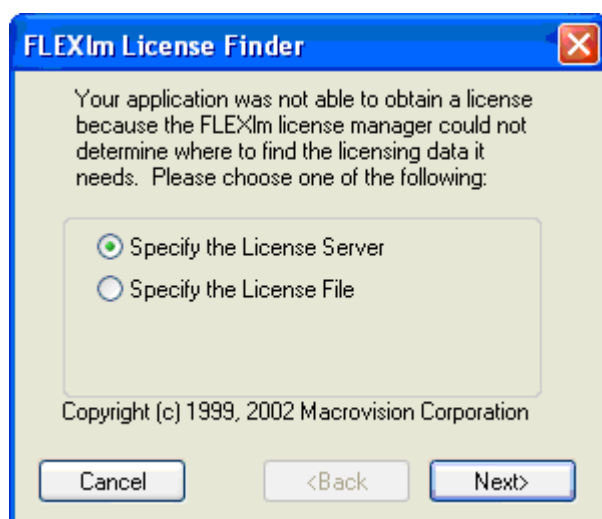 FLEXlm License Finder
Your application was not able to obtain a license
because the FLEXlm license manager could not
determine where to find the licensing data it
needs. Please choose one of the following:
Specify the License Server
Specify the License File
Copyright (c) 1999, 2002 Macrovision Corporation
Cancel
<Back
Next>